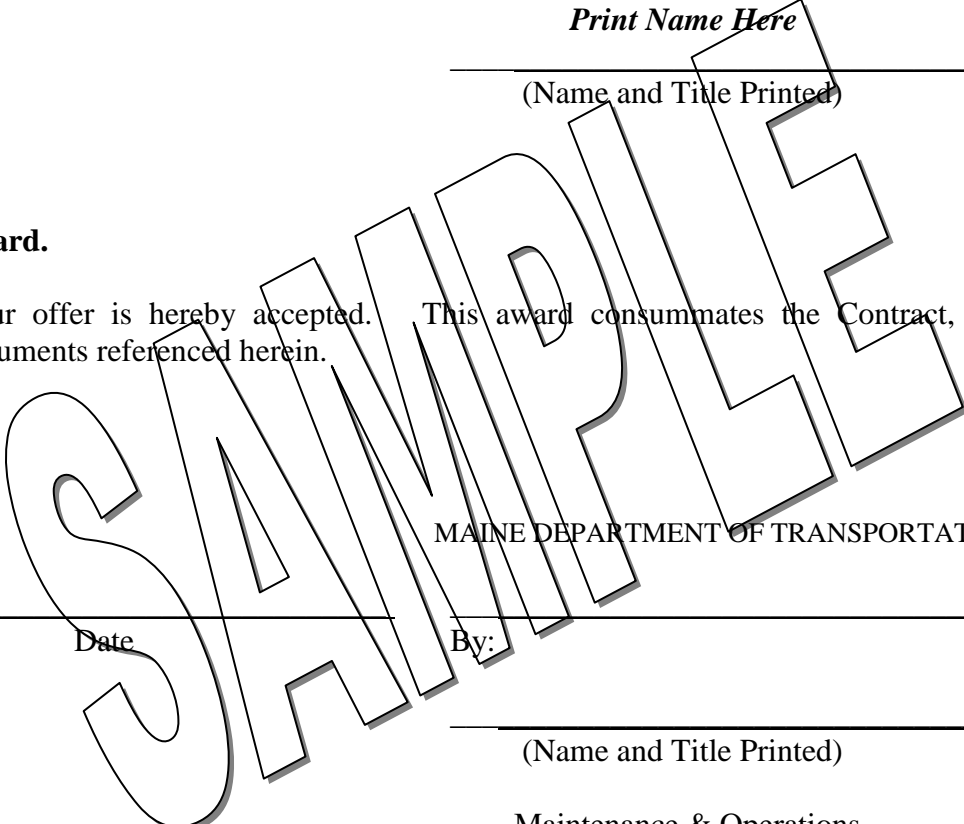 Print Name Here
(Name and Title Printed)
ard.
ur offer is hereby accepted. This award consummates the Contract,
uments referenced herein.
SAMPLE
MAINE DEPARTMENT OF TRANSPORTAT
Date By:
(Name and Title Printed)
Maintenance & Operations